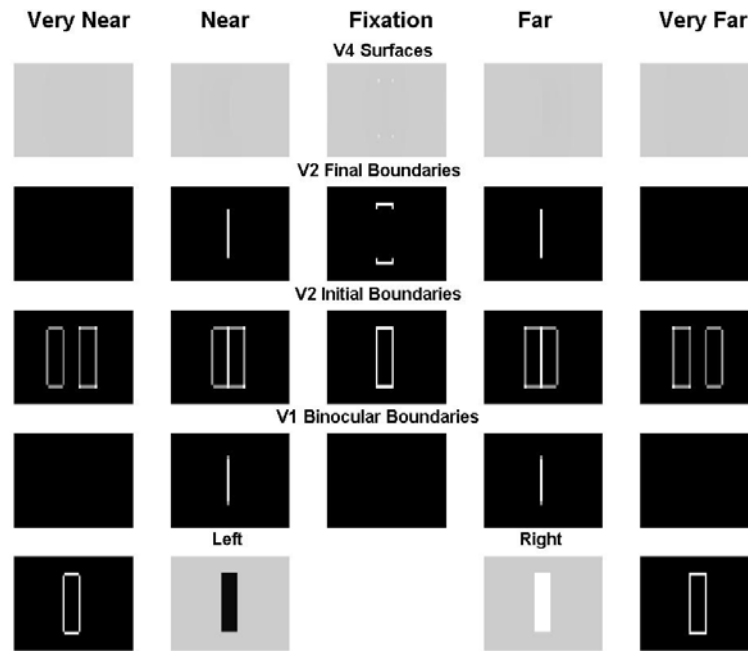 Very Near Near Fixation Far Very Far
V4 Surfaces
V2 Final Boundaries
V2 Initial Boundaries
V1 Binocular Boundaries
Left Right